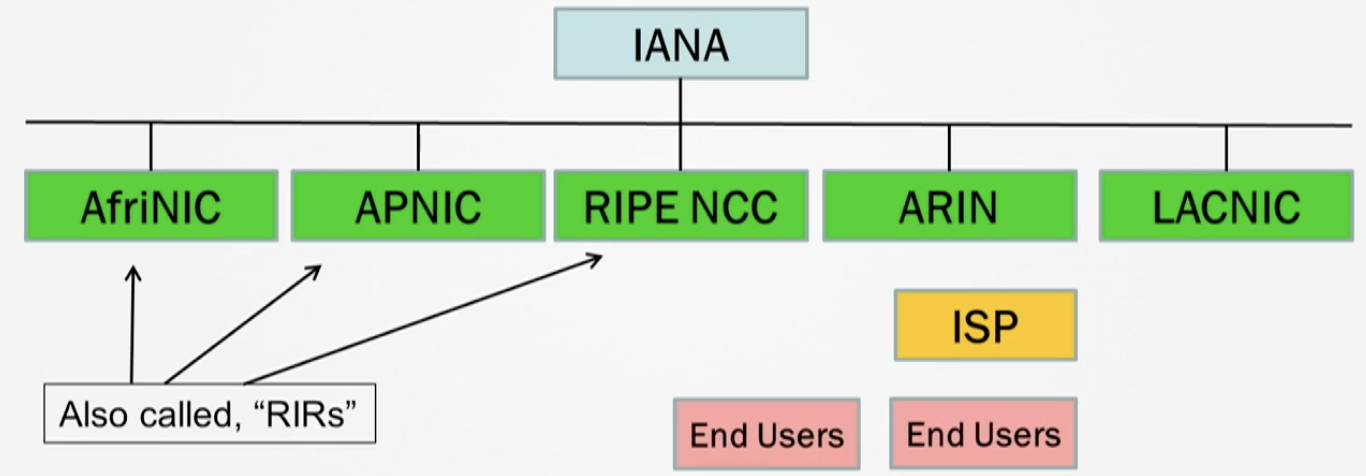 IANA
AfriNIC
APNIC
RIPE NCC
ARIN
LACNIC
ISP
Also called, “RIRs”
End Users
End Users